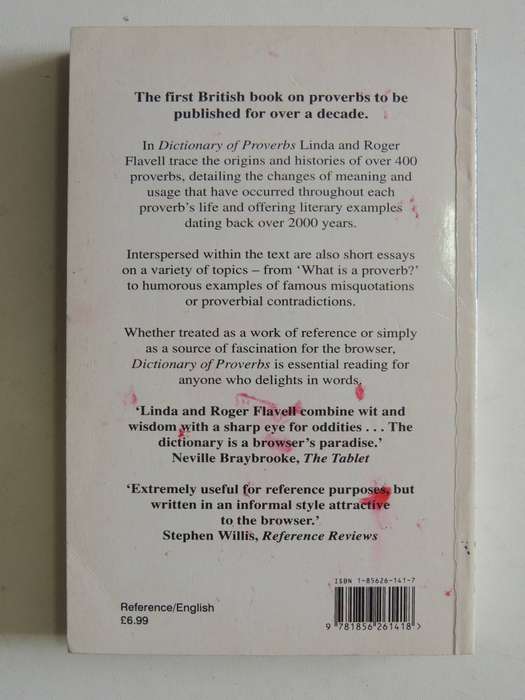 The first British book on proverbs to be
published for over a decade.
In Dictionary of Proverbs Linda and Roger
Flavell trace the origins and histories of over 400
proverbs, detailing the changes of meaning and
usage that have occurred throughout each
proverb's life and offering literary examples
dating back over 2000 years.
Interspersed within the text are also short essays
on a variety of topics – from 'What is a proverb?'
to humorous examples of famous misquotations
or proverbial contradictions.
Whether treated as a work of reference or simply
as a source of fascination for the browser,
Dictionary of Proverbs is essential reading for
anyone who delights in words.
'Linda and Roger Flavell combine wit and
wisdom with a sharp eye for oddities . . . The
dictionary is a browser's paradise.'
Neville Braybrooke, The Tablet
'Extremely useful for reference purposes, but
written in an informal style attractive
to the browser.'
Stephen Willis, Reference Reviews
ISBN 1-85626-141-7
Reference/English
£6.99
9 781856 261418 >